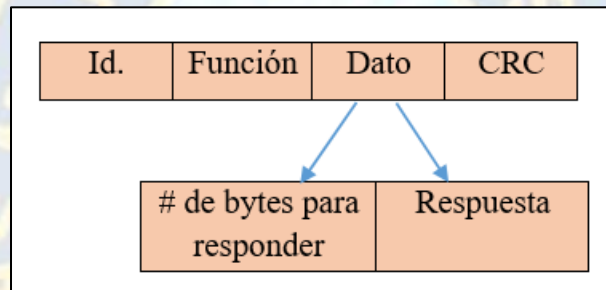 Id. Función Dato CRC
# de bytes para Respuesta
responder